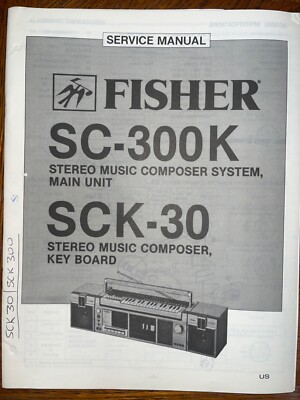 SERVICE MANUAL
FISHER®
SC-300K
STEREO MUSIC COMPOSER SYSTEM,
MAIN UNIT
SCK-30
STEREO MUSIC COMPOSER,
KEY BOARD
SCK 30 | SCK 300
US